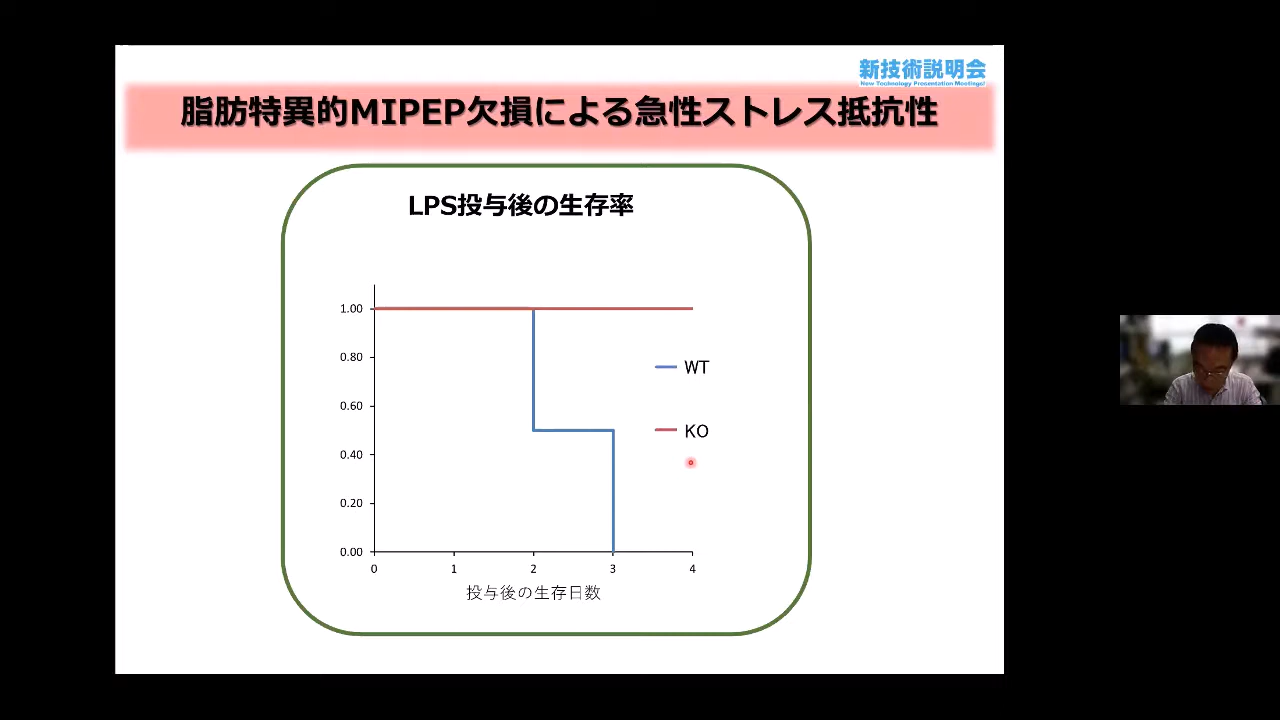 新技術説明会
New Technology Presentation Meetings!
脂肪特異的MIPEP欠損による急性ストレス抵抗性
LPS投与後の生存率
1.00
0.80
0.60
0.40
0.20
0.00
WT
KO
0 1 2 3 4
投与後の生存日数